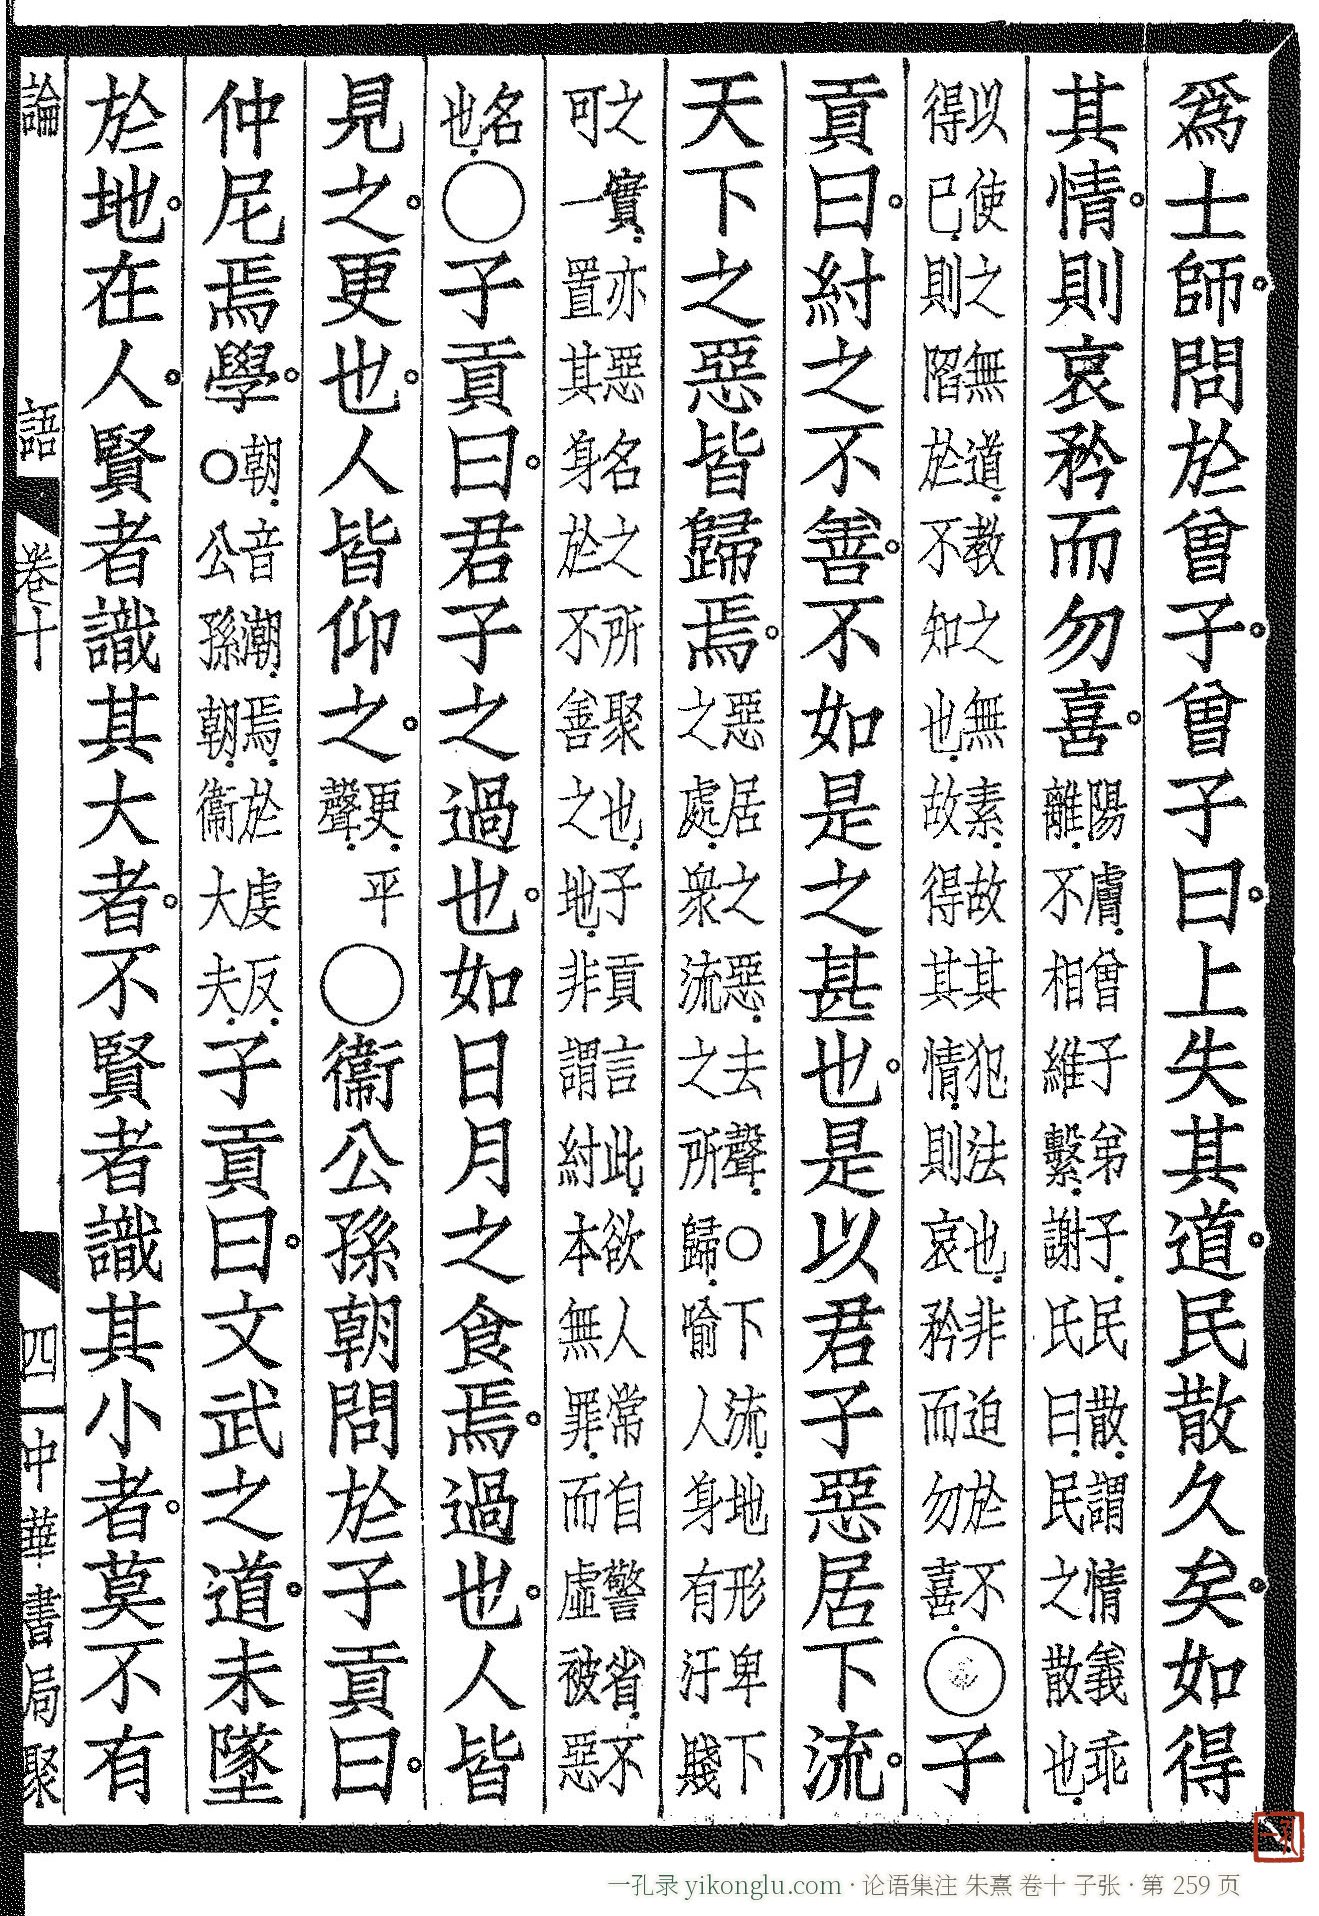 爲士師。問於曾子。曾子曰。上失其道。民散久矣。如得
其情。則哀矜而勿喜。陽膚。曾子弟子。民散。謂情義乖離。不相維繫。謝氏曰。民之散也。
以使之無道。教之無素。故其犯法也。非迫於不得已。則陷於不知也。故得其情。則哀矜而勿喜。〇子
貢曰。紂之不善。不如是之甚也。是以君子惡居下流。
天下之惡皆歸焉。惡居之惡。去聲。〇下流。地形卑下之處。衆流之所歸。喻人身有汙賤
之實。亦惡名之所聚也。子貢言此。欲人常自警省。不可一置其身於不善之地。非謂紂本無罪。而虛被惡
名也。〇子貢曰。君子之過也。如日月之食焉。過也。人皆
見之。更也。人皆仰之。更。平聲。〇衞公孫朝問於子貢曰。
仲尼焉學。朝。音潮。焉。於虔反。〇公孫朝。衞大夫。子貢曰。文武之道。未墜
於地。在人。賢者識其大者。不賢者識其小者。莫不有
論語 卷十 四一中華書局聚
一孔录 yikonglu.com · 论语集注 朱熹 卷十 子张 · 第 259 页